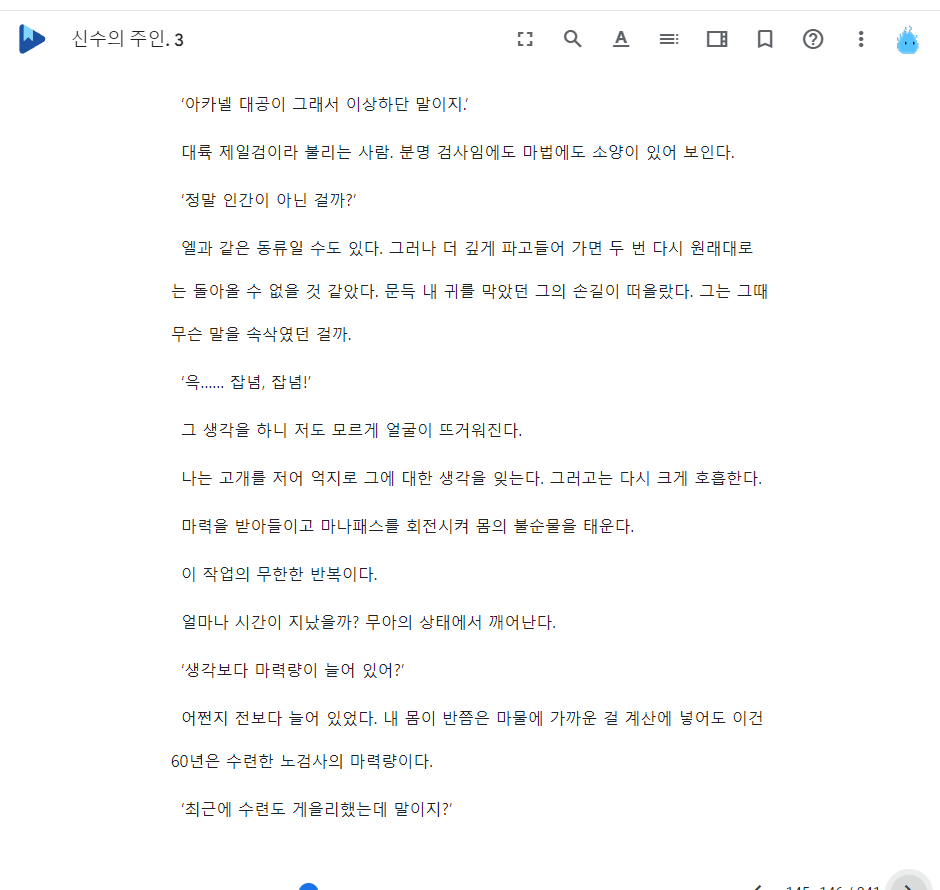 신수의 주인. 3
'아카넬 대공이 그래서 이상하단 말이지.'
대륙 제일검이라 불리는 사람. 분명 검사임에도 마법에도 소양이 있어 보인다.
'정말 인간이 아닌 걸까?'
엘과 같은 동류일 수도 있다. 그러나 더 깊게 파고들어 가면 두 번 다시 원래대로
는 돌아올 수 없을 것 같았다. 문득 내 귀를 막았던 그의 손길이 떠올랐다. 그는 그때
무슨 말을 속삭였던 걸까.
'윽...... 잡념, 잡념!'
그 생각을 하니 저도 모르게 얼굴이 뜨거워진다.
나는 고개를 저어 억지로 그에 대한 생각을 잊는다. 그러고는 다시 크게 호흡한다.
마력을 받아들이고 마나패스를 회전시켜 몸의 불순물을 태운다.
이 작업의 무한한 반복이다.
얼마나 시간이 지났을까? 무아의 상태에서 깨어난다.
'생각보다 마력량이 늘어 있어?'
어쩐지 전보다 늘어 있었다. 내 몸이 반쯤은 마물에 가까운 걸 계산에 넣어도 이건
60년은 수련한 노검사의 마력량이다.
'최근에 수련도 게을리했는데 말이지?'